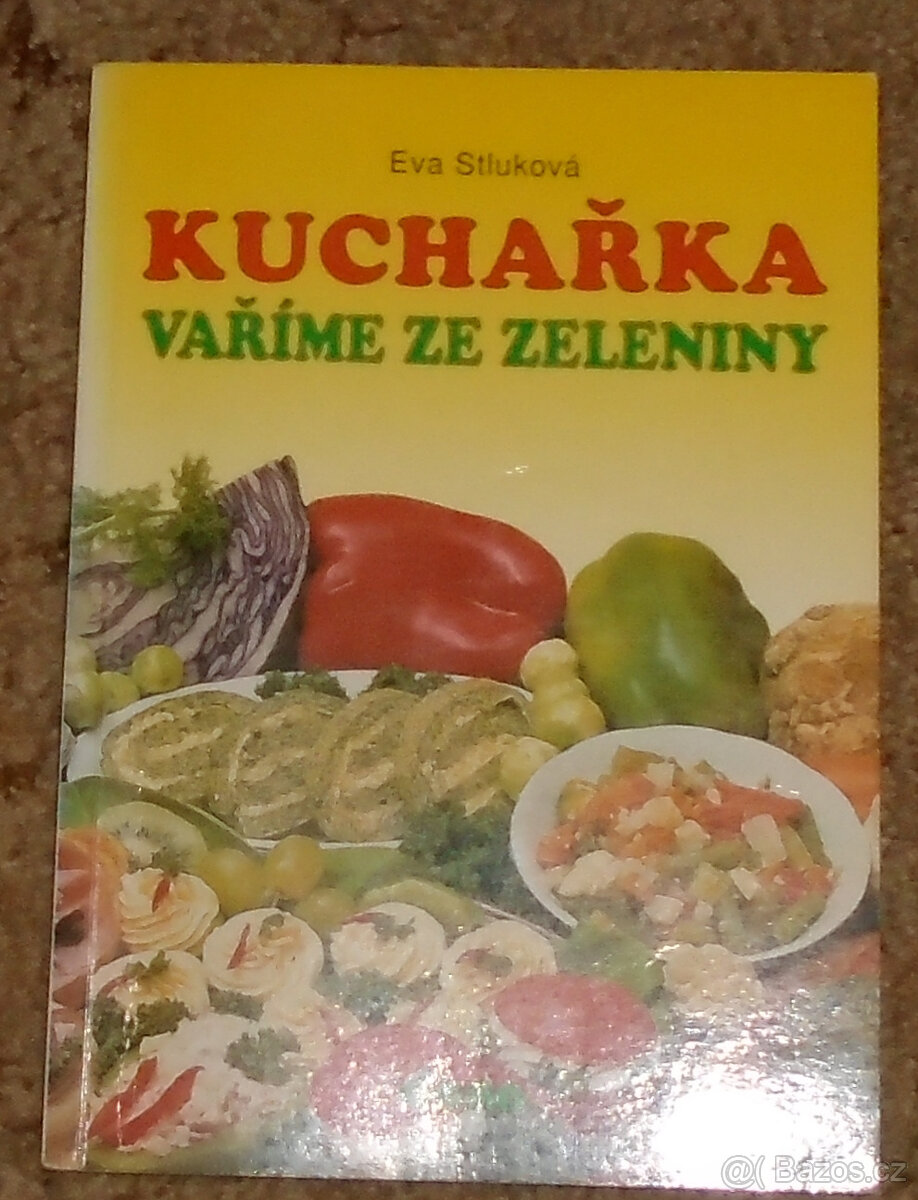 Eva Stluková
KUCHAŘKA
VAŘÍME ZE ZELENINY
@( Bazos.cz